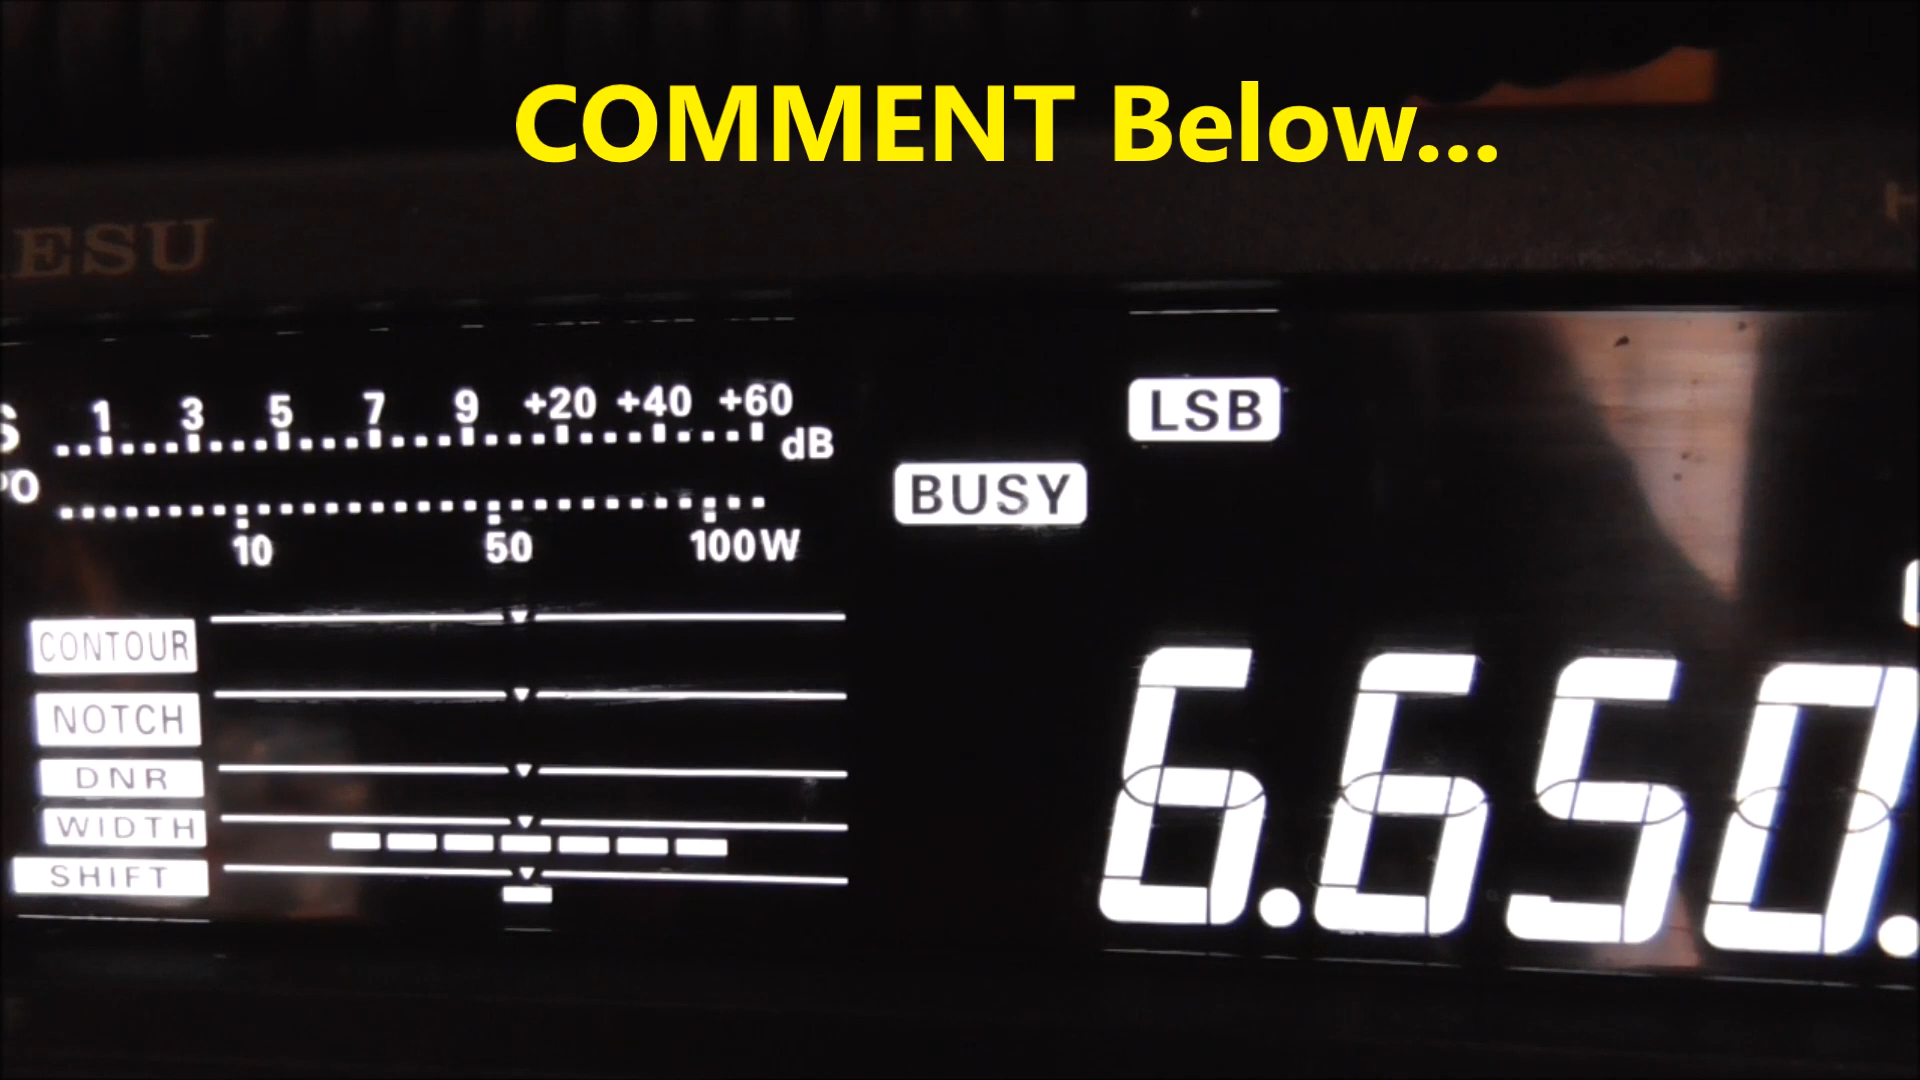 COMMENT Below...
ESU
H
S 1 3 5 7 9 +20 +40 +60 dB
PO
10 50 100W
LSB
BUSY
CONTOUR
NOTCH
DNR
WIDTH
SHIFT
6.650.